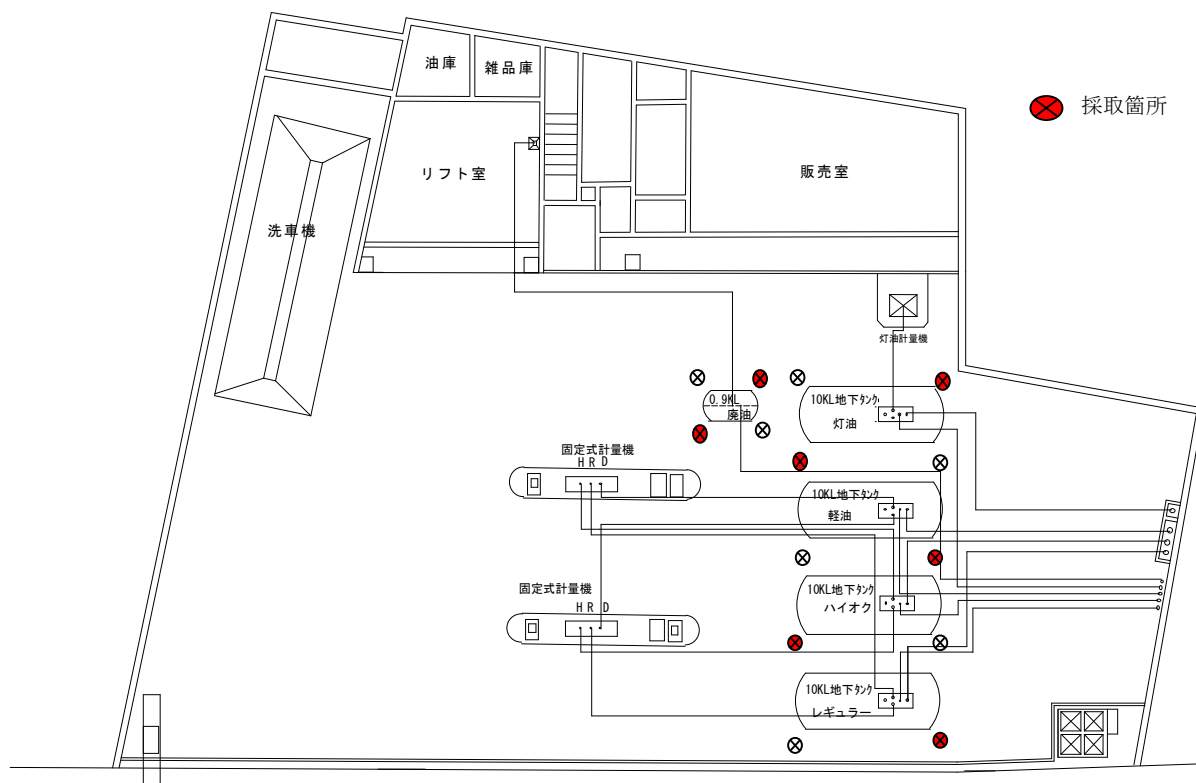 油庫
雑品庫
採取箇所
リフト室
販売室
洗車機
灯油計量機
0.9KL
廃油
10KL地下タンク
灯油
固定式計量機
H R D
10KL地下タンク
軽油
固定式計量機
H R D
10KL地下タンク
ハイオク
10KL地下タンク
レギュラー